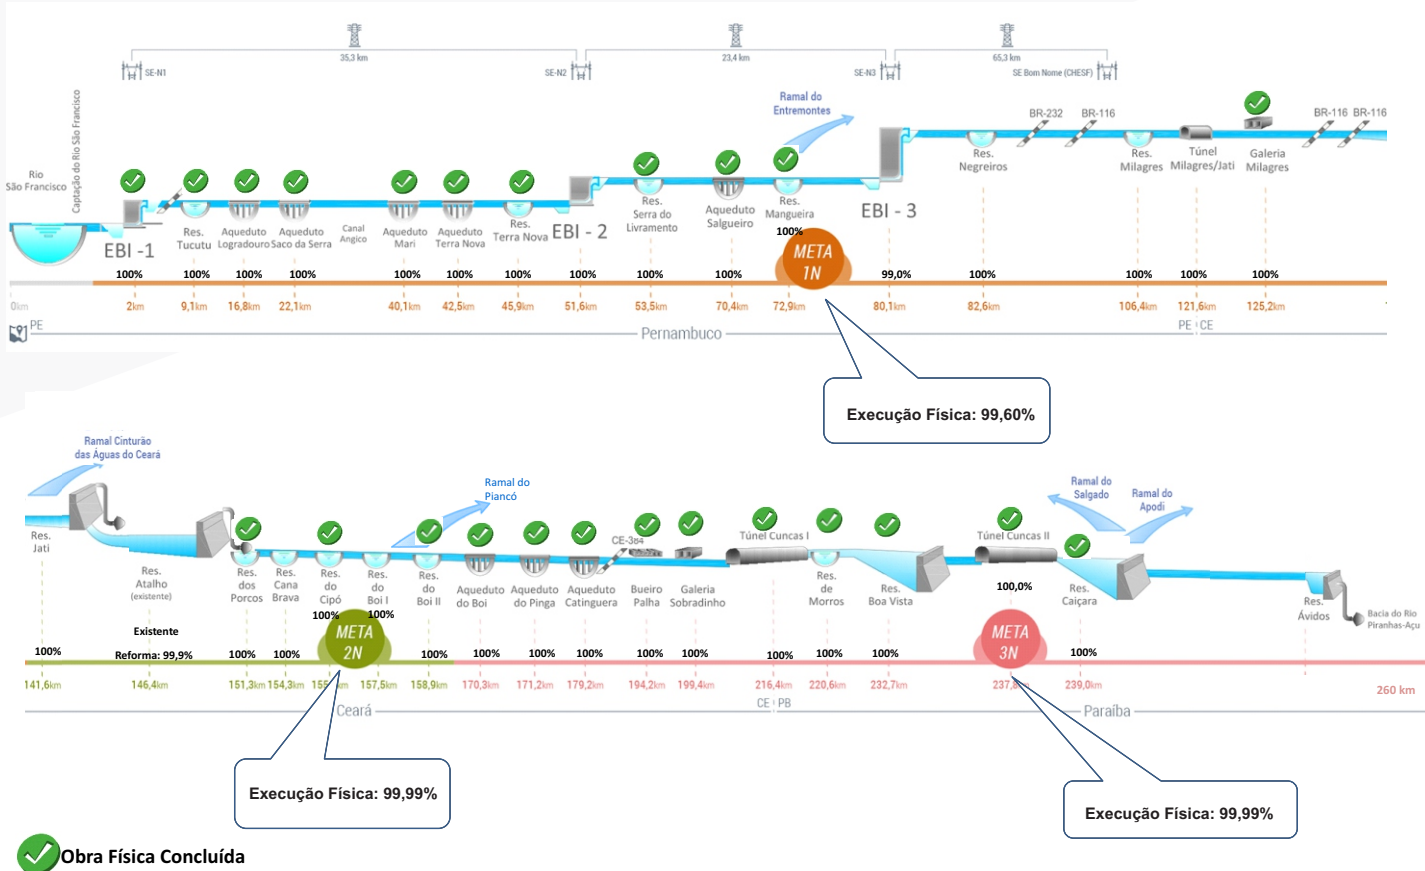 35,3 km
23,4 km
65,3 km
SE-N1
SE-N2
SE-N3
SE Bom Nome (CHESF)
Captação do Rio São Francisco
Rio
São Francisco
Ramal do
Entremontes
BR-232
BR-116
BR-116
BR-116
EBI -1
Res.
Tucutu
Aqueduto
Logradouro
Aqueduto
Saco da Serra
Canal
Angico
Aqueduto
Mari
Aqueduto
Terra Nova
Res.
Terra Nova
EBI - 2
Res.
Serra do
Livramento
Aqueduto
Salgueiro
Res.
Mangueira
EBI - 3
Res.
Negreiros
Res.
Milagres
Túnel
Milagres/Jati
Galeria
Milagres
100%
META
1N
100%
100%
100%
100%
100%
100%
100%
100%
100%
100%
99,0%
100%
100%
100%
100%
0km
2km
9,1km
16,8km
22,1km
40,1km
42,5km
45,9km
51,6km
53,5km
70,4km
72,9km
80,1km
82,6km
106,4km
121,6km
125,2km
PE
Pernambuco
PE CE
Execução Física: 99,60%
Ramal Cinturão
das Águas do Ceará
Ramal do
Piancó
Ramal do
Salgado
Ramal do
Apodi
CE-384
Túnel Cuncas I
Túnel Cuncas II
Res.
Jati
Res.
Atalho
(existente)
Res.
dos
Porcos
Res.
Cana
Brava
Res.
do
Cipó
Res.
do
Boi I
Res.
do
Boi II
Aqueduto
do Boi
Aqueduto
do Pinga
Aqueduto
Catinguera
Bueiro
Palha
Galeria
Sobradinho
Res.
de
Morros
Res.
Boa Vista
100,0%
Res.
Caiçara
Res.
Ávidos
Bacia do Rio
Piranhas-Açu
100%
100%
META
2N
META
3N
Existente
Reforma: 99,9%
100%
100%
100%
100%
100%
100%
100%
100%
100%
100%
100%
100%
100%
141,6km
146,4km
151,3km
154,3km
157,5km
158,9km
170,3km
171,2km
179,2km
194,2km
199,4km
216,4km
220,6km
232,7km
239,0km
260 km
Ceará
CE PB
Paraíba
Execução Física: 99,99%
Execução Física: 99,99%
Obra Física Concluída